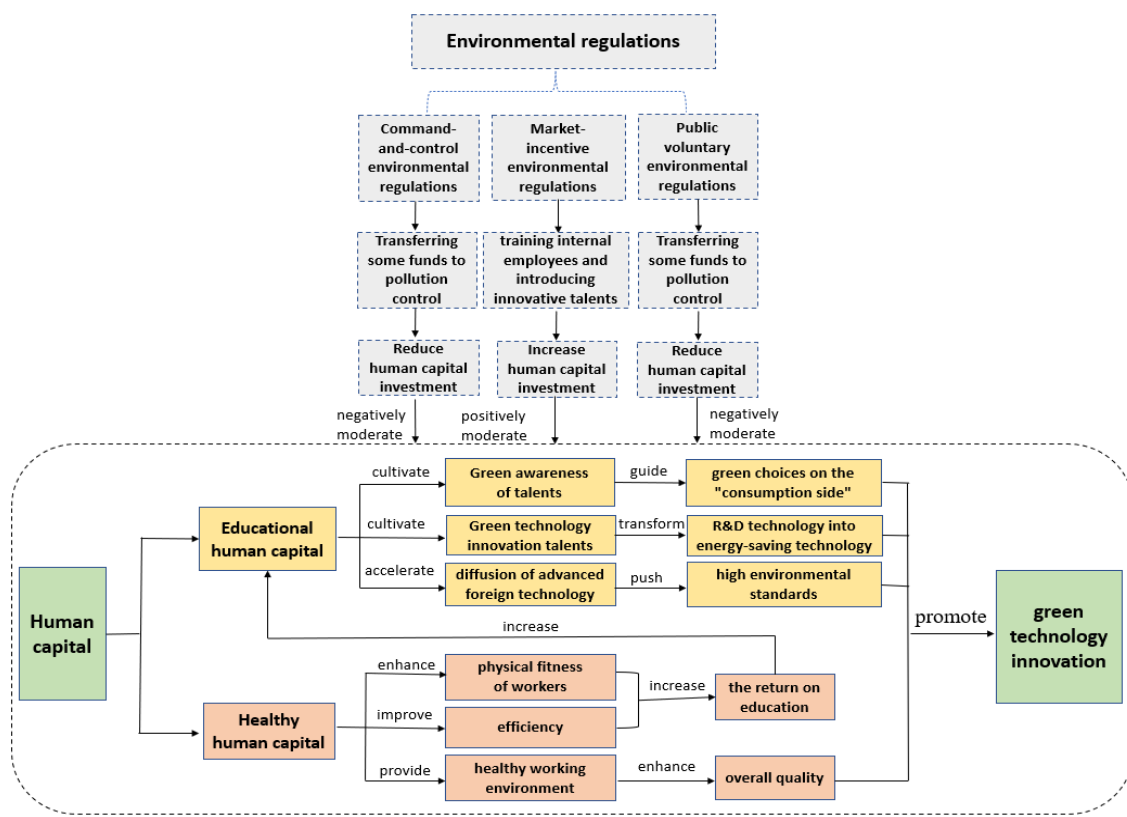 Environmental regulations
Command-
and-control
environmental
regulations
Market-
incentive
environmental
regulations
Public
voluntary
environmental
regulations
Transferring
some funds to
pollution
control
training internal
employees and
introducing
innovative talents
Transferring
some funds to
pollution
control
Reduce
human capital
investment
Increase
human capital
investment
Reduce
human capital
investment
negatively
moderate
positively
moderate
negatively
moderate
cultivate
Green awareness
of talents
guide
green choices on the
"consumption side"
Educational
human capital
cultivate
Green technology
innovation talents
transform
R&D technology into
energy-saving technology
accelerate
diffusion of advanced
foreign technology
push
high environmental
standards
Human
capital
increase
promote
green
technology
innovation
enhance
physical fitness
of workers
increase
the return on
education
Healthy
human capital
improve
efficiency
provide
healthy working
environment
enhance
overall quality